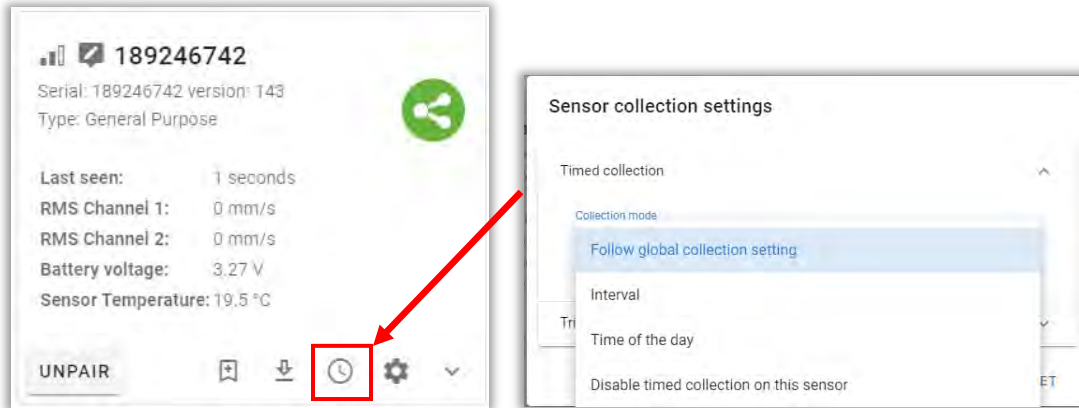 189246742
Serial: 189246742 version: 143
Type: General Purpose
Last seen: 1 seconds
RMS Channel 1: 0 mm/s
RMS Channel 2: 0 mm/s
Battery voltage: 3.27 V
Sensor Temperature: 19.5 °C
UNPAIR
Sensor collection settings
Timed collection
Collection mode
Follow global collection setting
Interval
Tri
Time of the day
Disable timed collection on this sensor
ET